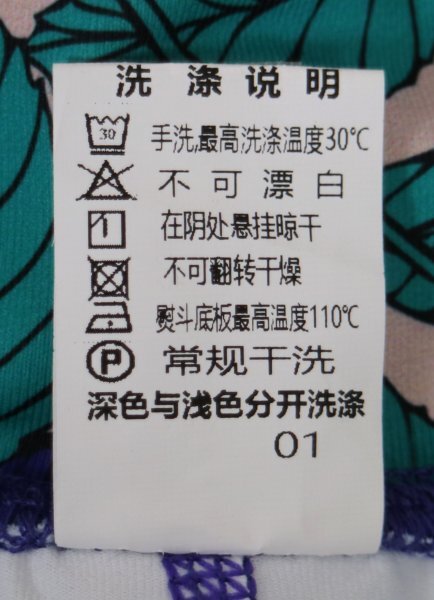 洗涤说明
30 手洗,最高洗涤温度30℃
不可漂白
在阴处悬挂晾干
不可翻转干燥
熨斗底板最高温度110℃
P 常规干洗
深色与浅色分开洗涤
01